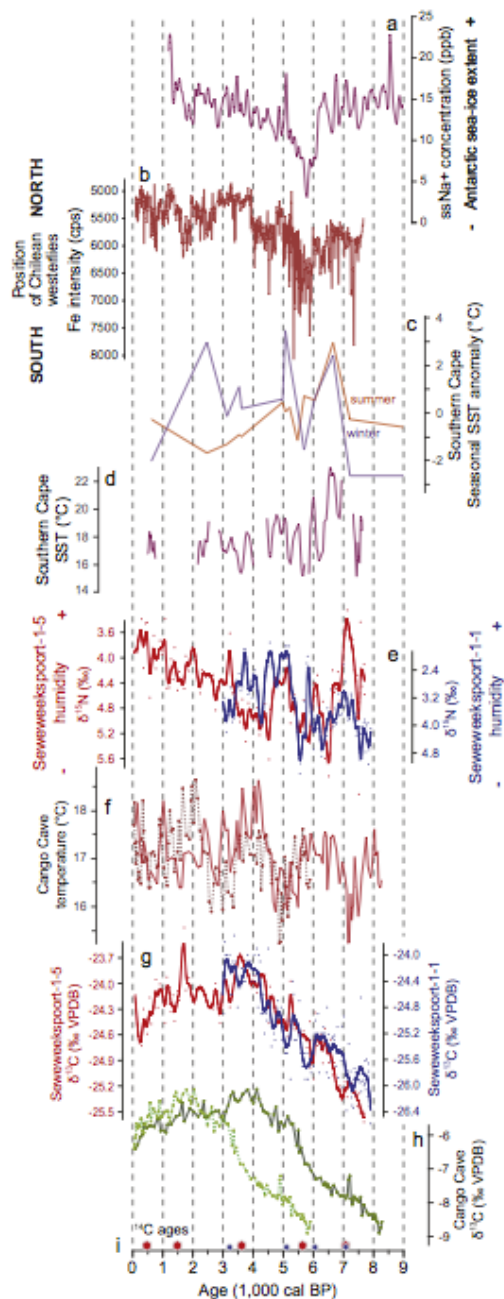 a
25
20
15
10
5
0
ssNa+ concentration (ppb)
- Antarctic sea-ice extent +
b
5000
5500
6000
6500
7000
7500
8000
SOUTH
NORTH
Position
of Chilean
westerlies
Fe intensity (cps)
c
4
2
0
-2
Southern Cape
Seasonal SST anomaly (°C)
summer
winter
d
22
20
18
16
14
Southern Cape
SST (°C)
e
3.6
4.0
4.4
4.8
5.2
5.6
Seweweekspoort-1-5
- humidity +
δ15N (‰)
2.4
3.2
4.0
4.8
δ15N (‰)
Seweweekspoort-1-1
- humidity +
f
18
17
16
Cango Cave
temperature (°C)
g
-23.7
-24.0
-24.3
-24.6
-24.9
-25.2
-25.5
Seweweekspoort-1-5
δ13C (‰ VPDB)
-24.0
-24.4
-24.8
-25.2
-25.6
-26.0
-26.4
Seweweekspoort-1-1
δ13C (‰ VPDB)
h
-6
-7
-8
-9
Cango Cave
δ13C (‰ VPDB)
14C ages
i
0 1 2 3 4 5 6 7 8 9
Age (1,000 cal BP)